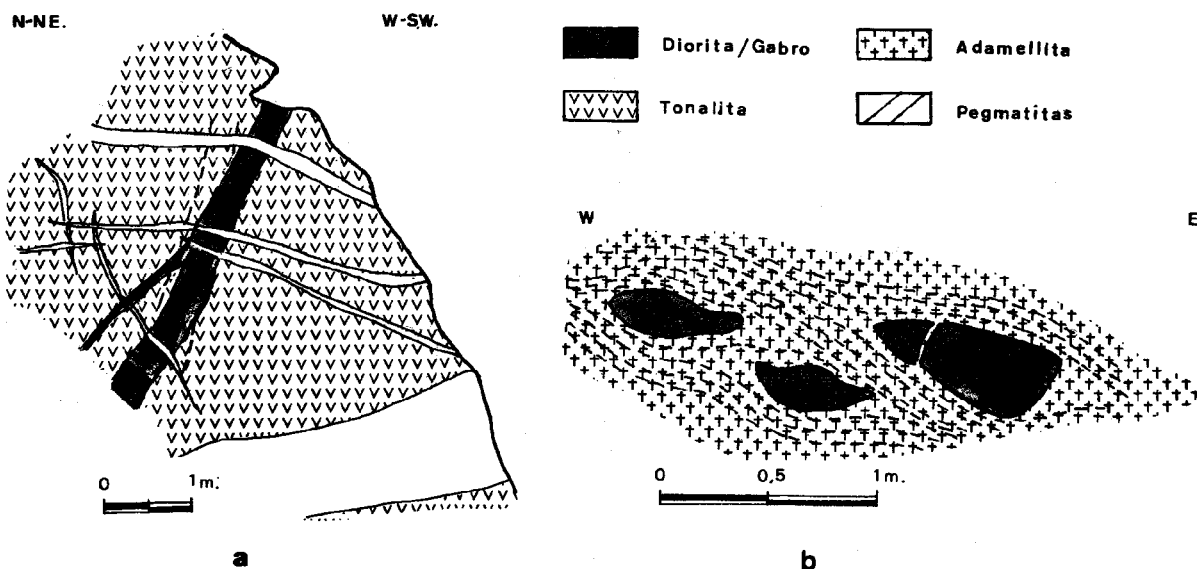 N-NE. W-SW.
Diorita/Gabro Adamellita
Tonalita Pegmatitas
W E
0 1m.
0 0,5 1m.
a b